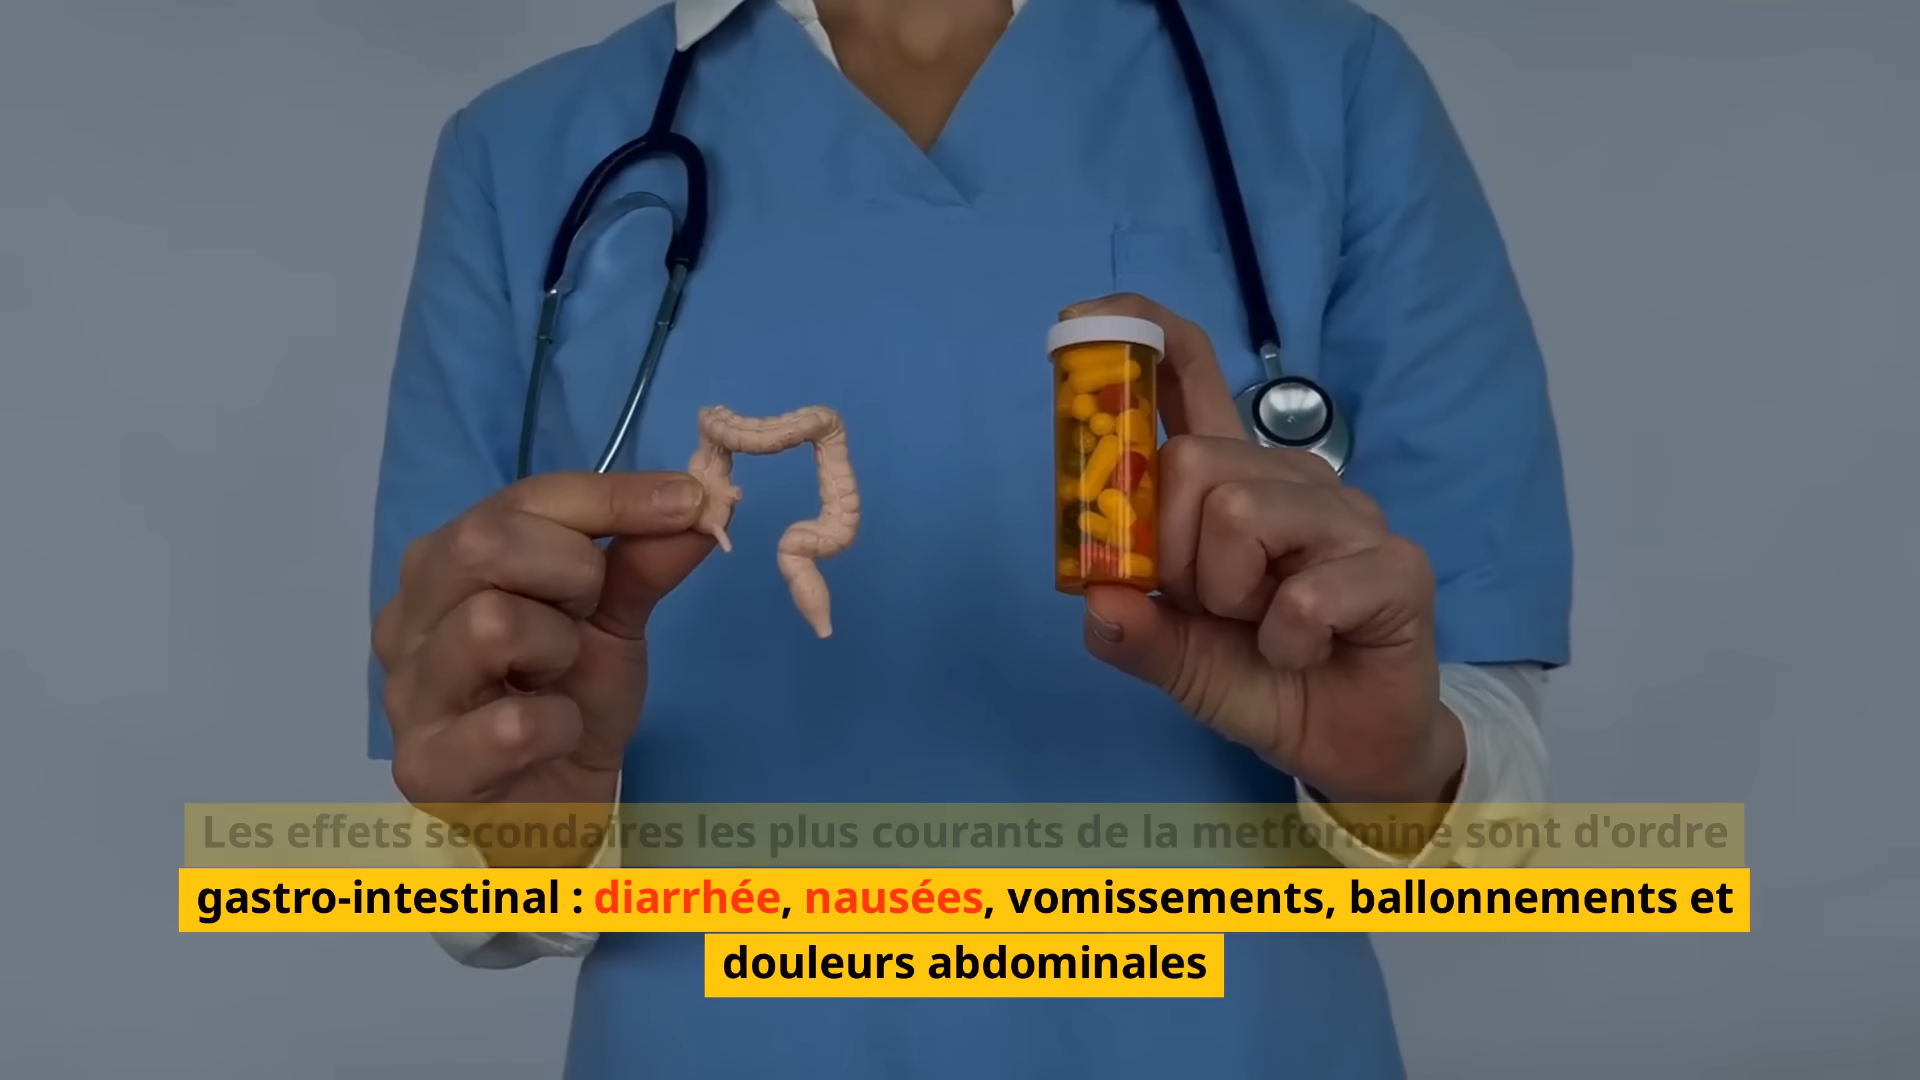 Les effets secondaires les plus courants de la metformine sont d'ordre
gastro-intestinal : diarrhée, nausées, vomissements, ballonnements et
douleurs abdominales